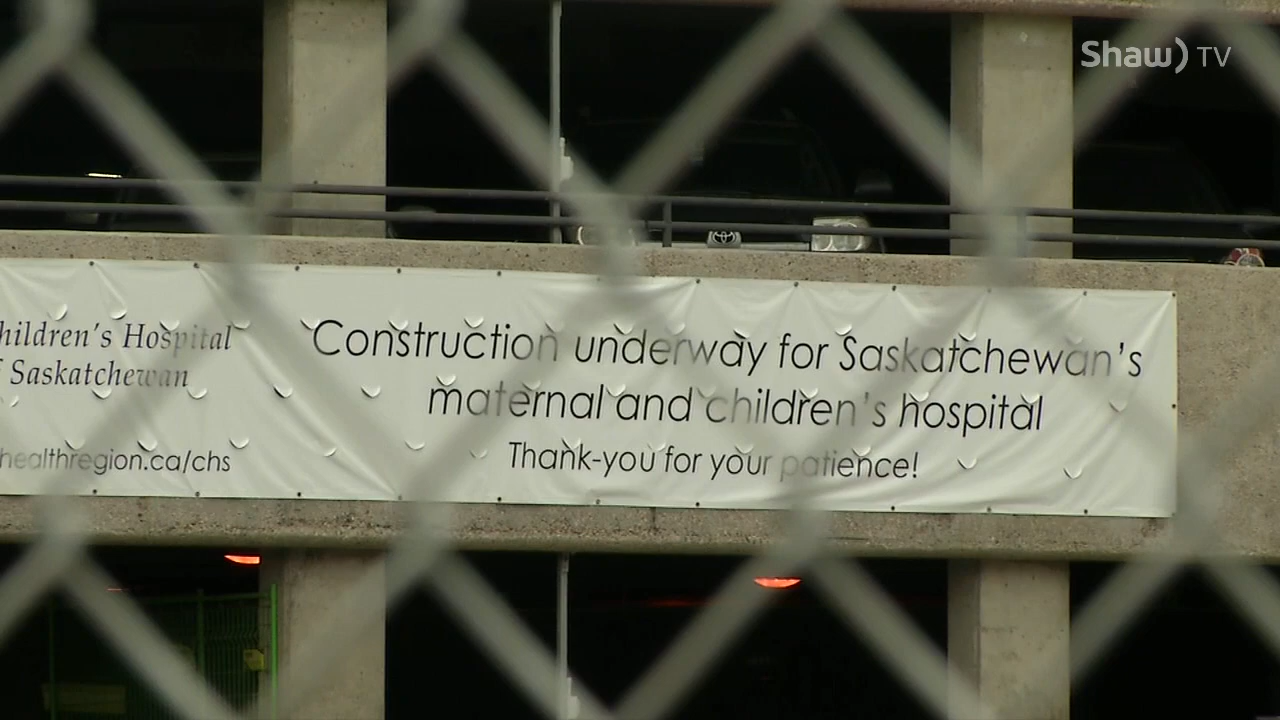 Shaw) TV
hildren's Hospital
Saskatchewan
healthregion.ca/chs
Construction underway for Saskatchewan's
maternal and children's hospital
Thank-you for your patience!